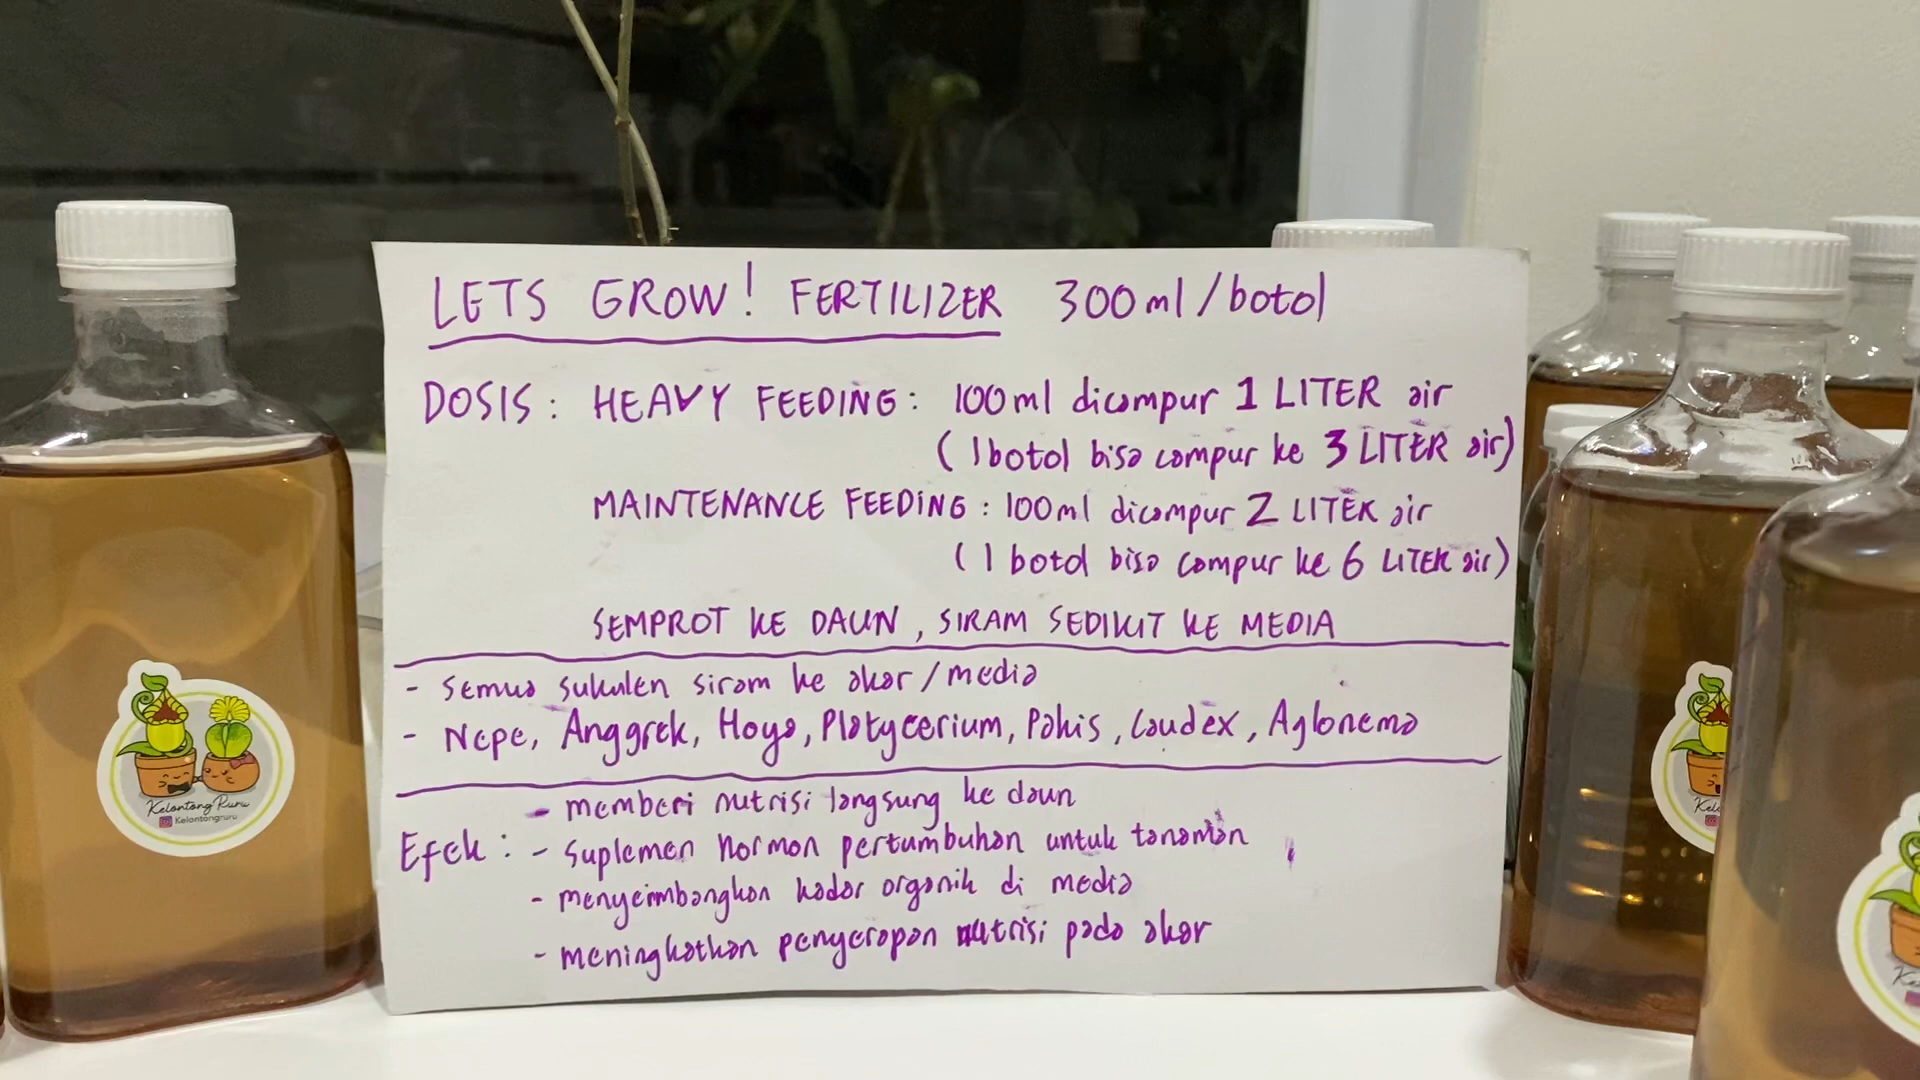 LETS GROW! FERTILIZER 300ml/botol
DOSIS: HEAVY FEEDING: 100ml dicampur 1 LITER air
(1botol bisa campur ke 3 LITER air)
MAINTENANCE FEEDING: 100ml dicampur 2 LITER air
(1 botol bisa campur ke 6 LITER air)
SEMPROT KE DAUN, SIRAM SEDIKIT KE MEDIA
- Semua sukulen siram ke akar/media
- Nepe, Anggrek, Hoya, Platycerium, Pakis, Caudex, Aglonema
- memberi nutrisi langsung ke daun
Efek: - Suplemen Hormon pertumbuhan untuk tanaman
- menyeimbangkan kadar organik di media
- meningkatkan penyerapan nutrisi pada akar
Kelontong Ruru
Kelontongruru